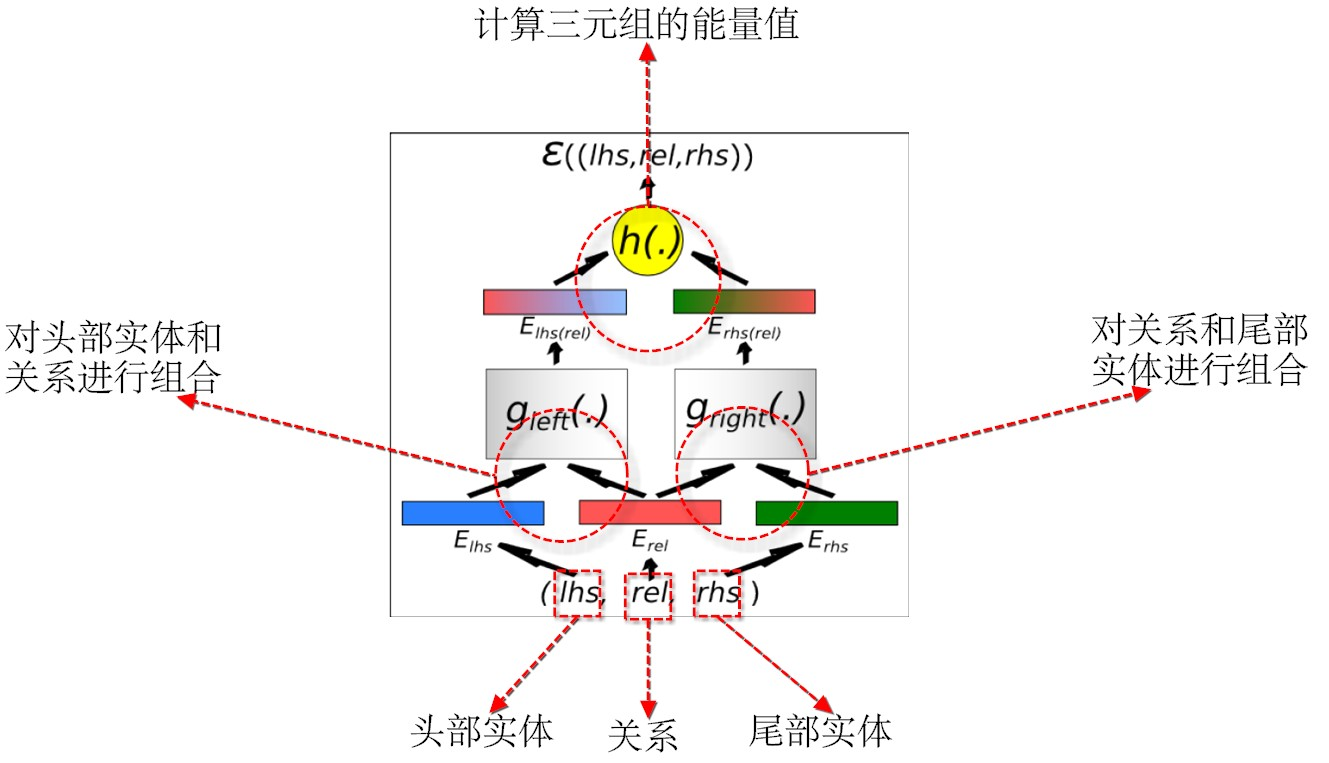 计算三元组的能量值
ε((lhs,rel,rhs))
h(.)
E_lhs(rel) E_rhs(rel)
对头部实体和
关系进行组合
对关系和尾部
实体进行组合
g_left(.) g_right(.)
E_lhs E_rel E_rhs
( lhs, rel, rhs )
头部实体 关系 尾部实体